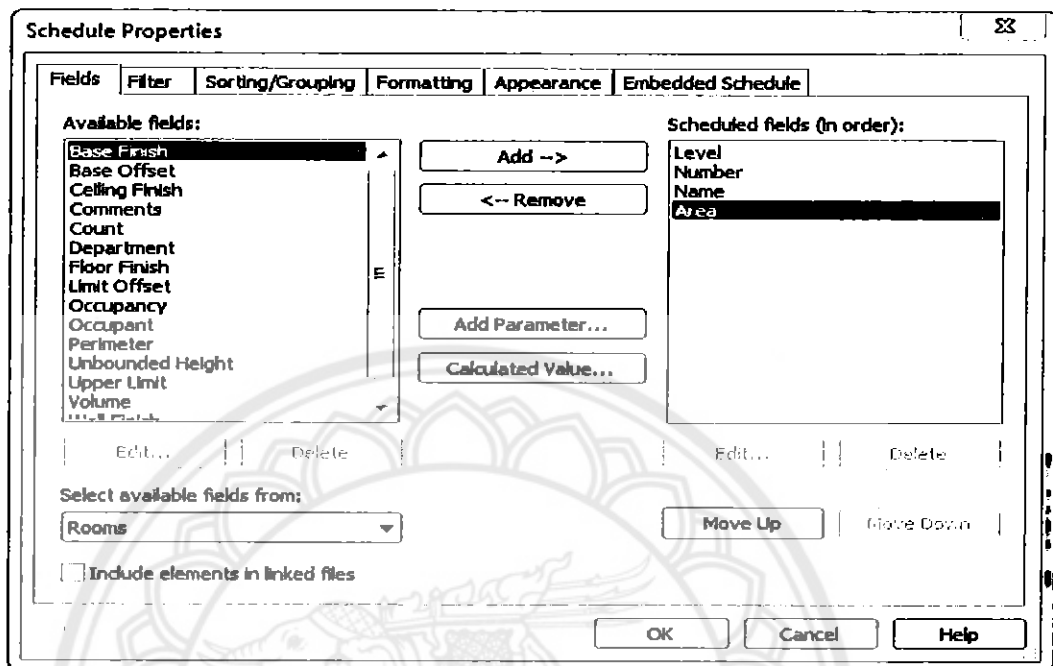 Schedule Properties
Fields
Filter
Sorting/Grouping
Formatting
Appearance
Embedded Schedule
Available fields:
Base Finish
Base Offset
Ceiling Finish
Comments
Count
Department
Floor Finish
Limit Offset
Occupancy
Occupant
Perimeter
Unbounded Height
Upper Limit
Volume
Edit...
Delete
Select available fields from:
Rooms
Include elements in linked files
Add -->
<-- Remove
Add Parameter...
Calculated Value...
Scheduled fields (in order):
Level
Number
Name
Area
Edit...
Delete
Move Up
Move Down
OK
Cancel
Help